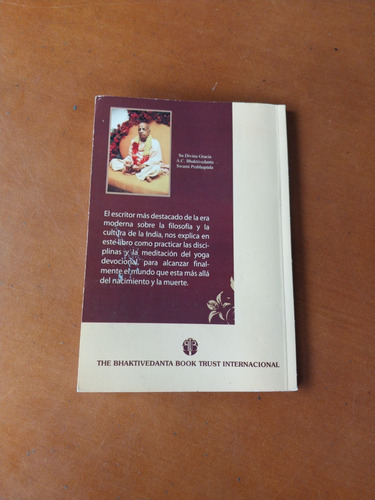 Su Divina Gracia
A.C. Bhaktivedanta
Swami Prabhupāda
El escritor más destacado de la era
moderna sobre la filosofía y la
cultura de la India, nos explica en
este libro como practicar las disci-
plinas y la meditación del yoga
devocional, para alcanzar final-
mente el mundo que esta más allá
del nacimiento y la muerte.
THE BHAKTIVEDANTA BOOK TRUST INTERNACIONAL